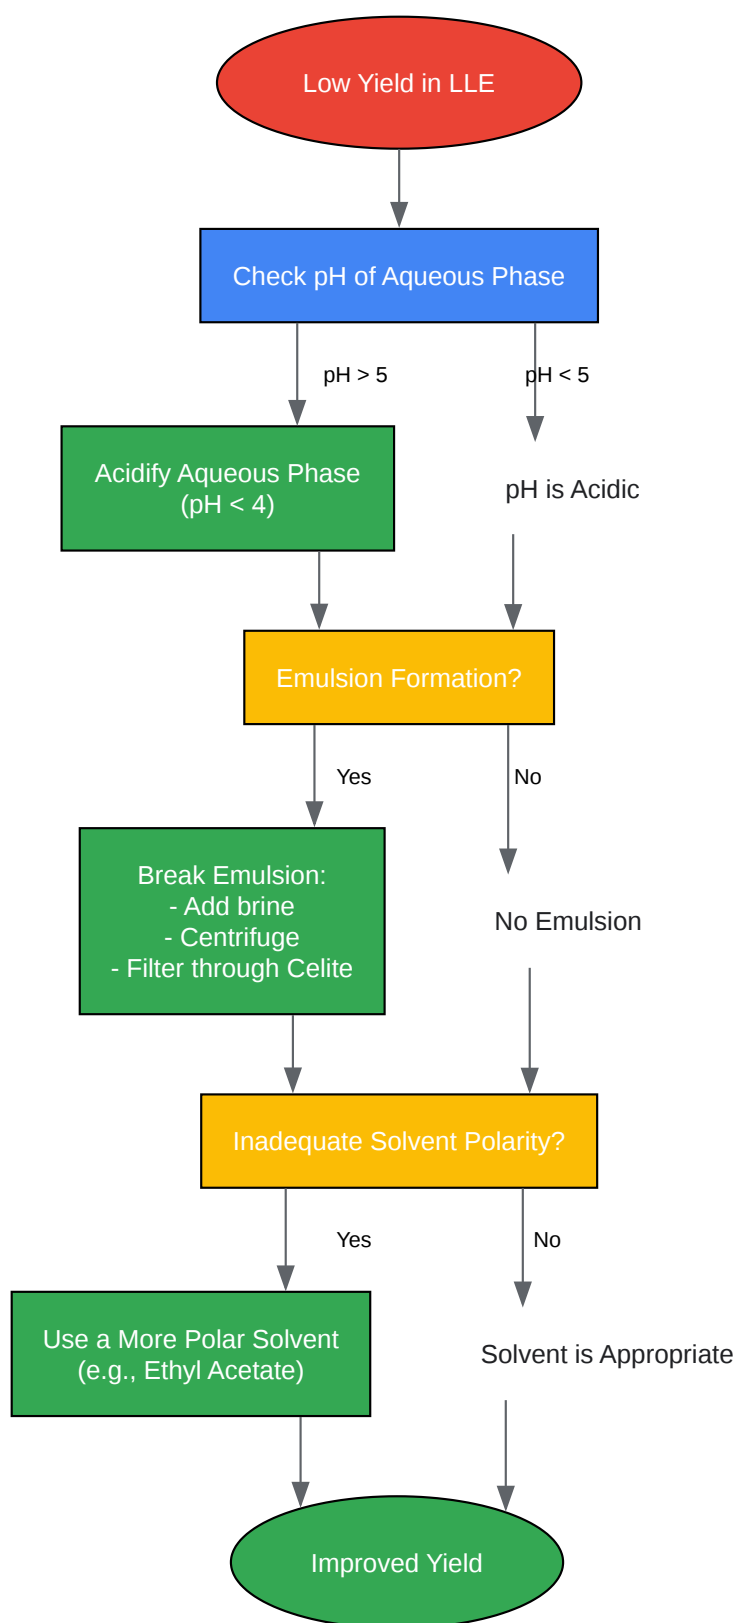 Low Yield in LLE
Check pH of Aqueous Phase
pH > 5
pH < 5
Acidify Aqueous Phase
(pH < 4)
pH is Acidic
Emulsion Formation?
Yes
No
Break Emulsion:
- Add brine
- Centrifuge
- Filter through Celite
No Emulsion
Inadequate Solvent Polarity?
Yes
No
Use a More Polar Solvent
(e.g., Ethyl Acetate)
Solvent is Appropriate
Improved Yield